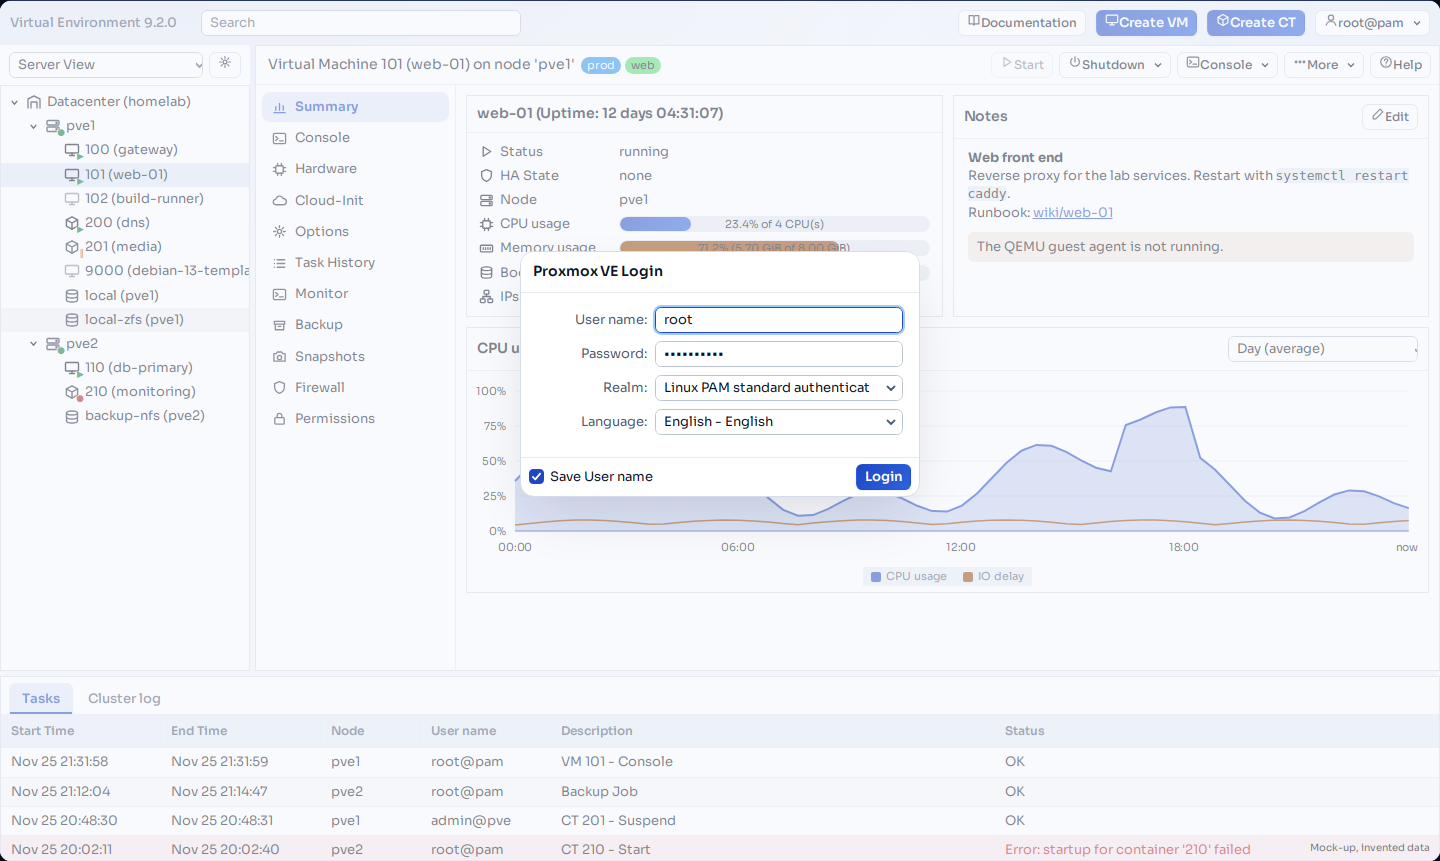 Virtual Environment 9.2.0
Search
Documentation
Create VM
Create CT
root@pam
Server View
Virtual Machine 101 (web-01) on node 'pve1'
prod
web
Start
Shutdown
Console
More
Help
Datacenter (homelab)
pve1
100 (gateway)
101 (web-01)
102 (build-runner)
200 (dns)
201 (media)
9000 (debian-13-templa
local (pve1)
local-zfs (pve1)
pve2
110 (db-primary)
210 (monitoring)
backup-nfs (pve2)
Summary
Console
Hardware
Cloud-Init
Options
Task History
Monitor
Backup
Snapshots
Firewall
Permissions
web-01 (Uptime: 12 days 04:31:07)
Status running
HA State none
Node pve1
CPU usage 23.4% of 4 CPU(s)
Memory usage 71.2% (5.70 GiB of 8.00 GiB)
IPs
Notes
Edit
Web front end
Reverse proxy for the lab services. Restart with systemctl restart
caddy.
Runbook: wiki/web-01
The QEMU guest agent is not running.
Proxmox VE Login
User name: root
Password: ••••••••••
Realm: Linux PAM standard authenticat
Language: English - English
Save User name
Login
Day (average)
100%
75%
50%
25%
0%
00:00 06:00 12:00 18:00 now
CPU usage IO delay
Tasks Cluster log
Start Time End Time Node User name Description Status
Nov 25 21:31:58 Nov 25 21:31:59 pve1 root@pam VM 101 - Console OK
Nov 25 21:12:04 Nov 25 21:14:47 pve2 root@pam Backup Job OK
Nov 25 20:48:30 Nov 25 20:48:31 pve1 admin@pve CT 201 - Suspend OK
Nov 25 20:02:11 Nov 25 20:02:40 pve2 root@pam CT 210 - Start Error: startup for container '210' failed
Mock-up, Invented data